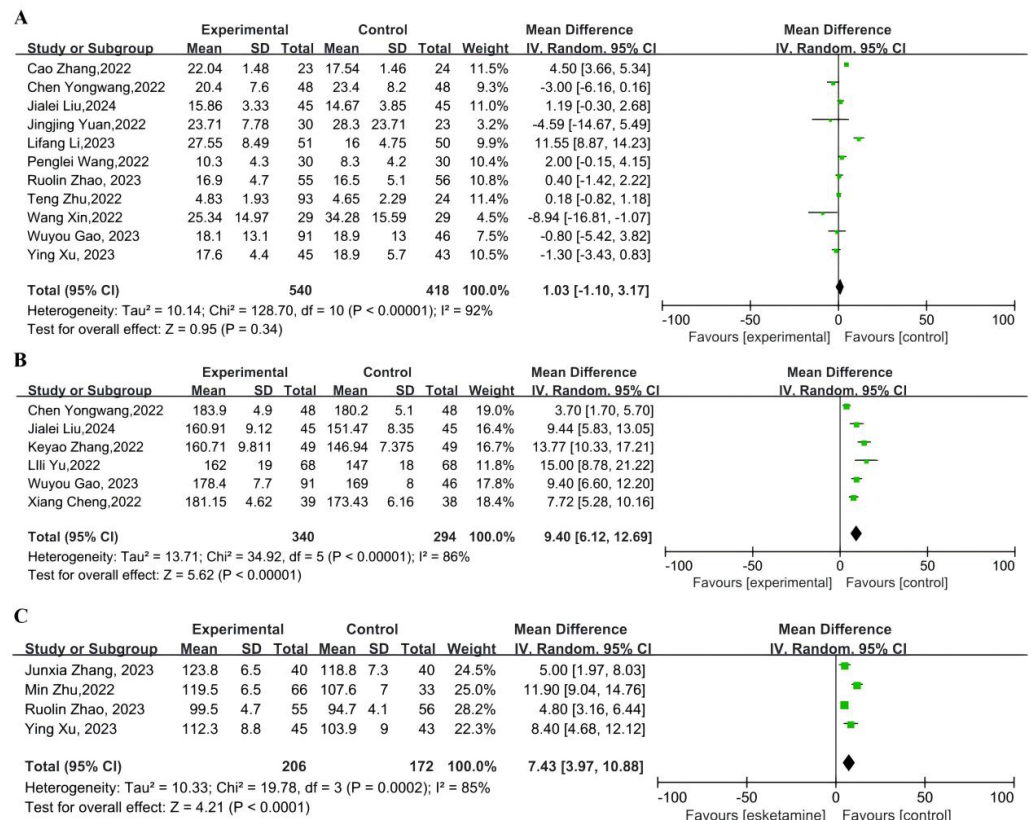 A
Experimental Control Mean Difference Mean Difference
Study or Subgroup Mean SD Total Mean SD Total Weight IV. Random. 95% CI IV. Random. 95% CI
Cao Zhang,2022 22.04 1.48 23 17.54 1.46 24 11.5% 4.50 [3.66, 5.34]
Chen Yongwang,2022 20.4 7.6 48 23.4 8.2 48 9.3% -3.00 [-6.16, 0.16]
Jialei Liu,2024 15.86 3.33 45 14.67 3.85 45 11.0% 1.19 [-0.30, 2.68]
Jingjing Yuan,2022 23.71 7.78 30 28.3 23.71 23 3.2% -4.59 [-14.67, 5.49]
Lifang Li,2023 27.55 8.49 51 16 4.75 50 9.9% 11.55 [8.87, 14.23]
Penglei Wang,2022 10.3 4.3 30 8.3 4.2 30 10.4% 2.00 [-0.15, 4.15]
Ruolin Zhao, 2023 16.9 4.7 55 16.5 5.1 56 10.8% 0.40 [-1.42, 2.22]
Teng Zhu,2022 4.83 1.93 93 4.65 2.29 24 11.4% 0.18 [-0.82, 1.18]
Wang Xin,2022 25.34 14.97 29 34.28 15.59 29 4.5% -8.94 [-16.81, -1.07]
Wuyou Gao, 2023 18.1 13.1 91 18.9 13 46 7.5% -0.80 [-5.42, 3.82]
Ying Xu, 2023 17.6 4.4 45 18.9 5.7 43 10.5% -1.30 [-3.43, 0.83]
Total (95% CI) 540 418 100.0% 1.03 [-1.10, 3.17]
Heterogeneity: Tau² = 10.14; Chi² = 128.70, df = 10 (P < 0.00001); I² = 92%
Test for overall effect: Z = 0.95 (P = 0.34)
-100 -50 0 50 100
Favours [experimental] Favours [control]
B
Experimental Control Mean Difference Mean Difference
Study or Subgroup Mean SD Total Mean SD Total Weight IV. Random. 95% CI IV. Random. 95% CI
Chen Yongwang,2022 183.9 4.9 48 180.2 5.1 48 19.0% 3.70 [1.70, 5.70]
Jialei Liu,2024 160.91 9.12 45 151.47 8.35 45 16.4% 9.44 [5.83, 13.05]
Keyao Zhang,2022 160.71 9.811 49 146.94 7.375 49 16.7% 13.77 [10.33, 17.21]
LIli Yu,2022 162 19 68 147 18 68 11.8% 15.00 [8.78, 21.22]
Wuyou Gao, 2023 178.4 7.7 91 169 8 46 17.8% 9.40 [6.60, 12.20]
Xiang Cheng,2022 181.15 4.62 39 173.43 6.16 38 18.4% 7.72 [5.28, 10.16]
Total (95% CI) 340 294 100.0% 9.40 [6.12, 12.69]
Heterogeneity: Tau² = 13.71; Chi² = 34.92, df = 5 (P < 0.00001); I² = 86%
Test for overall effect: Z = 5.62 (P < 0.00001)
-100 -50 0 50 100
Favours [experimental] Favours [control]
C
Experimental Control Mean Difference Mean Difference
Study or Subgroup Mean SD Total Mean SD Total Weight IV. Random. 95% CI IV. Random. 95% CI
Junxia Zhang, 2023 123.8 6.5 40 118.8 7.3 40 24.5% 5.00 [1.97, 8.03]
Min Zhu,2022 119.5 6.5 66 107.6 7 33 25.0% 11.90 [9.04, 14.76]
Ruolin Zhao, 2023 99.5 4.7 55 94.7 4.1 56 28.2% 4.80 [3.16, 6.44]
Ying Xu, 2023 112.3 8.8 45 103.9 9 43 22.3% 8.40 [4.68, 12.12]
Total (95% CI) 206 172 100.0% 7.43 [3.97, 10.88]
Heterogeneity: Tau² = 10.33; Chi² = 19.78, df = 3 (P = 0.0002); I² = 85%
Test for overall effect: Z = 4.21 (P < 0.0001)
-100 -50 0 50 100
Favours [esketamine] Favours [control]